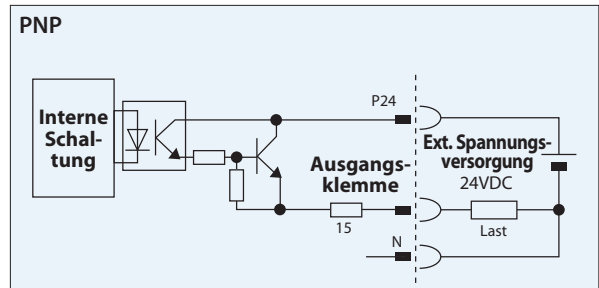 PNP
P24
Interne
Schal-
tung
Ausgangs-
klemme
Ext. Spannungs-
versorgung
24VDC
15
Last
N